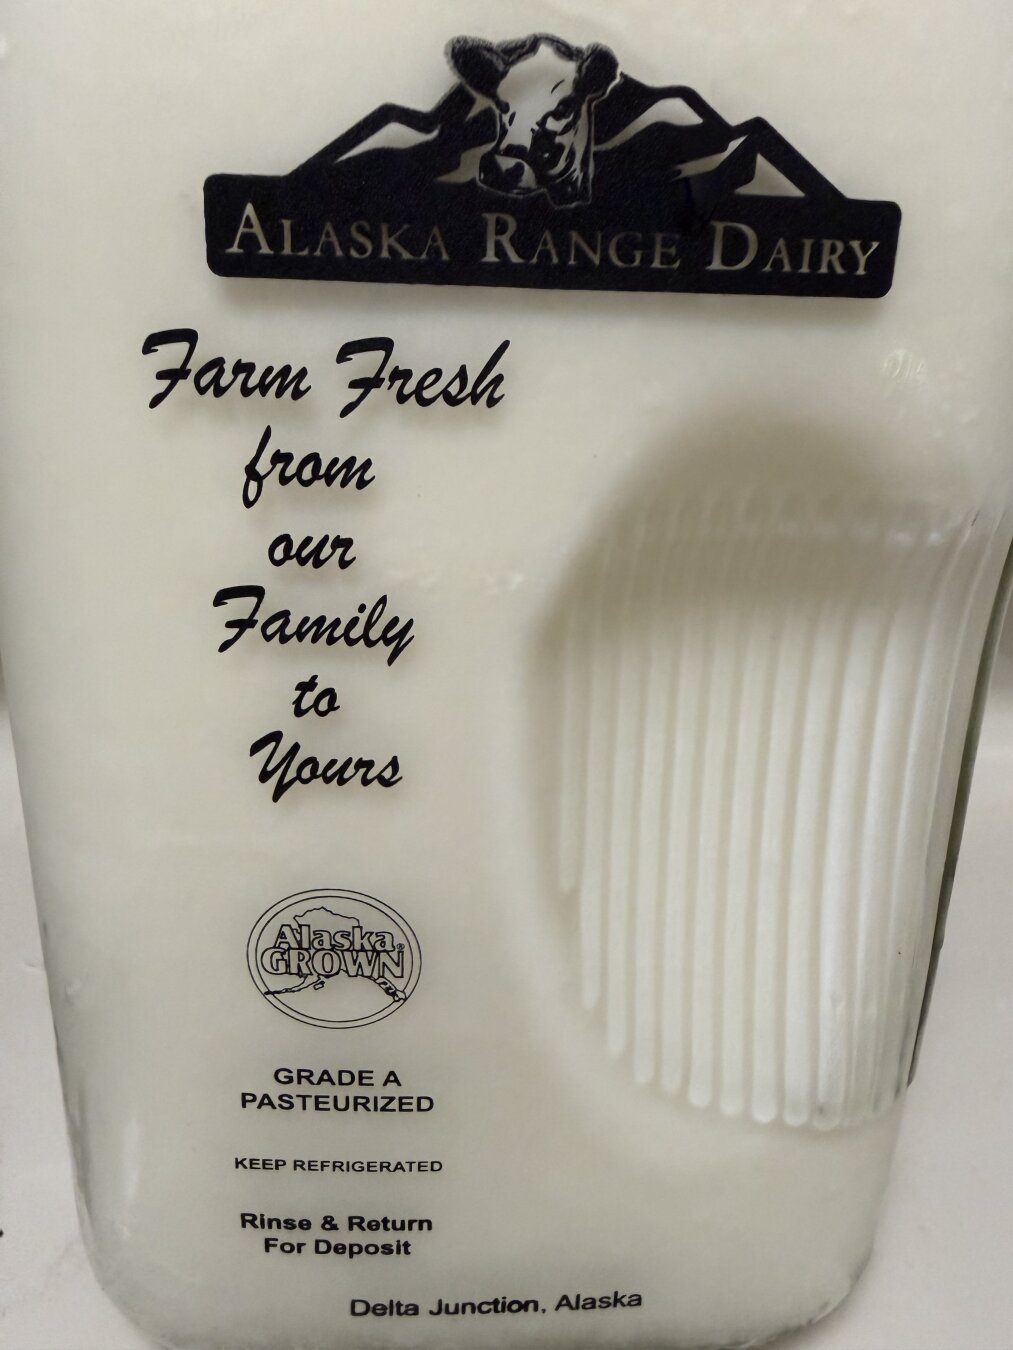 ALASKA RANGE DAIRY
Farm Fresh
from
our
Family
to
Yours
Alaska®
GROWN
GRADE A
PASTEURIZED
KEEP REFRIGERATED
Rinse & Return
For Deposit
Delta Junction, Alaska